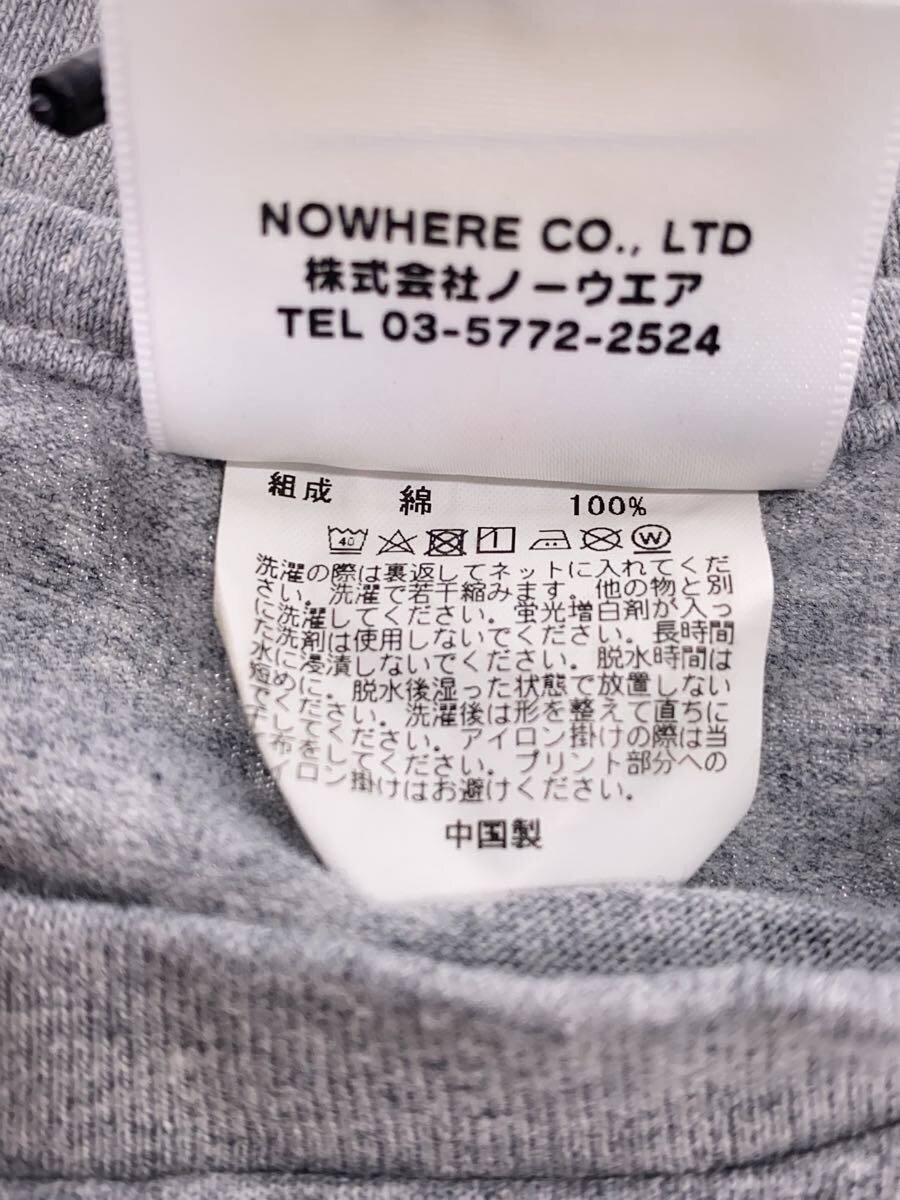 NOWHERE CO., LTD
株式会社ノーウエア
TEL 03-5772-2524
組成 綿 100%
40 W
洗濯の際は裏返してネットに入れてくだ
さい。洗濯で若干縮みます。他の物と別
に洗濯してください。蛍光増白剤が入っ
た洗剤は使用しないでください。長時間
水に浸漬しないでください。脱水時間は
短めに。脱水後湿った状態で放置しない
でください。洗濯後は形を整えて直ちに
干してください。アイロン掛けの際は当
て布をしてください。プリント部分への
アイロン掛けはお避けください。
中国製